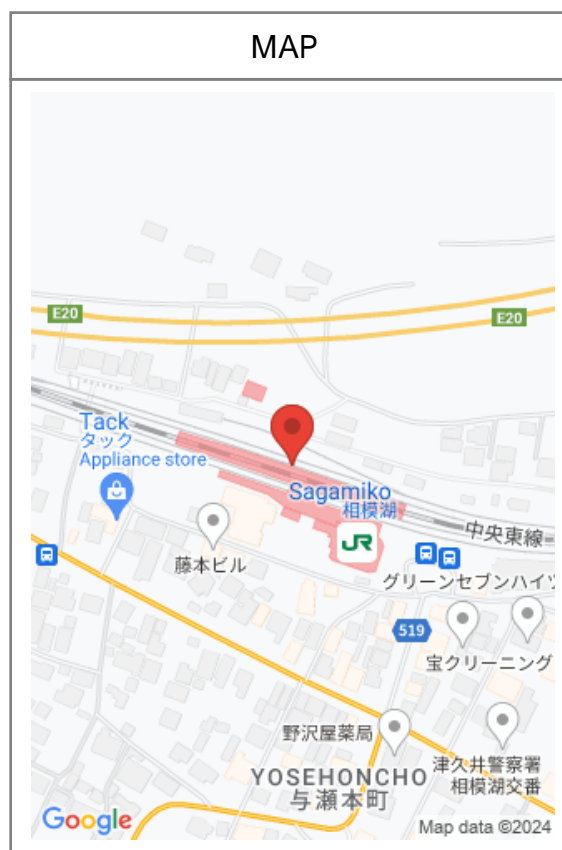 MAP
E20
E20
Tack
タック
Appliance store
Sagamiko
相模湖
JR
中央東線
藤本ビル
グリーンセブンハイツ
519
宝クリーニング
野沢屋薬局
津久井警察署
相模湖交番
YOSEHONCHO
与瀬本町
Google
Map data ©2024